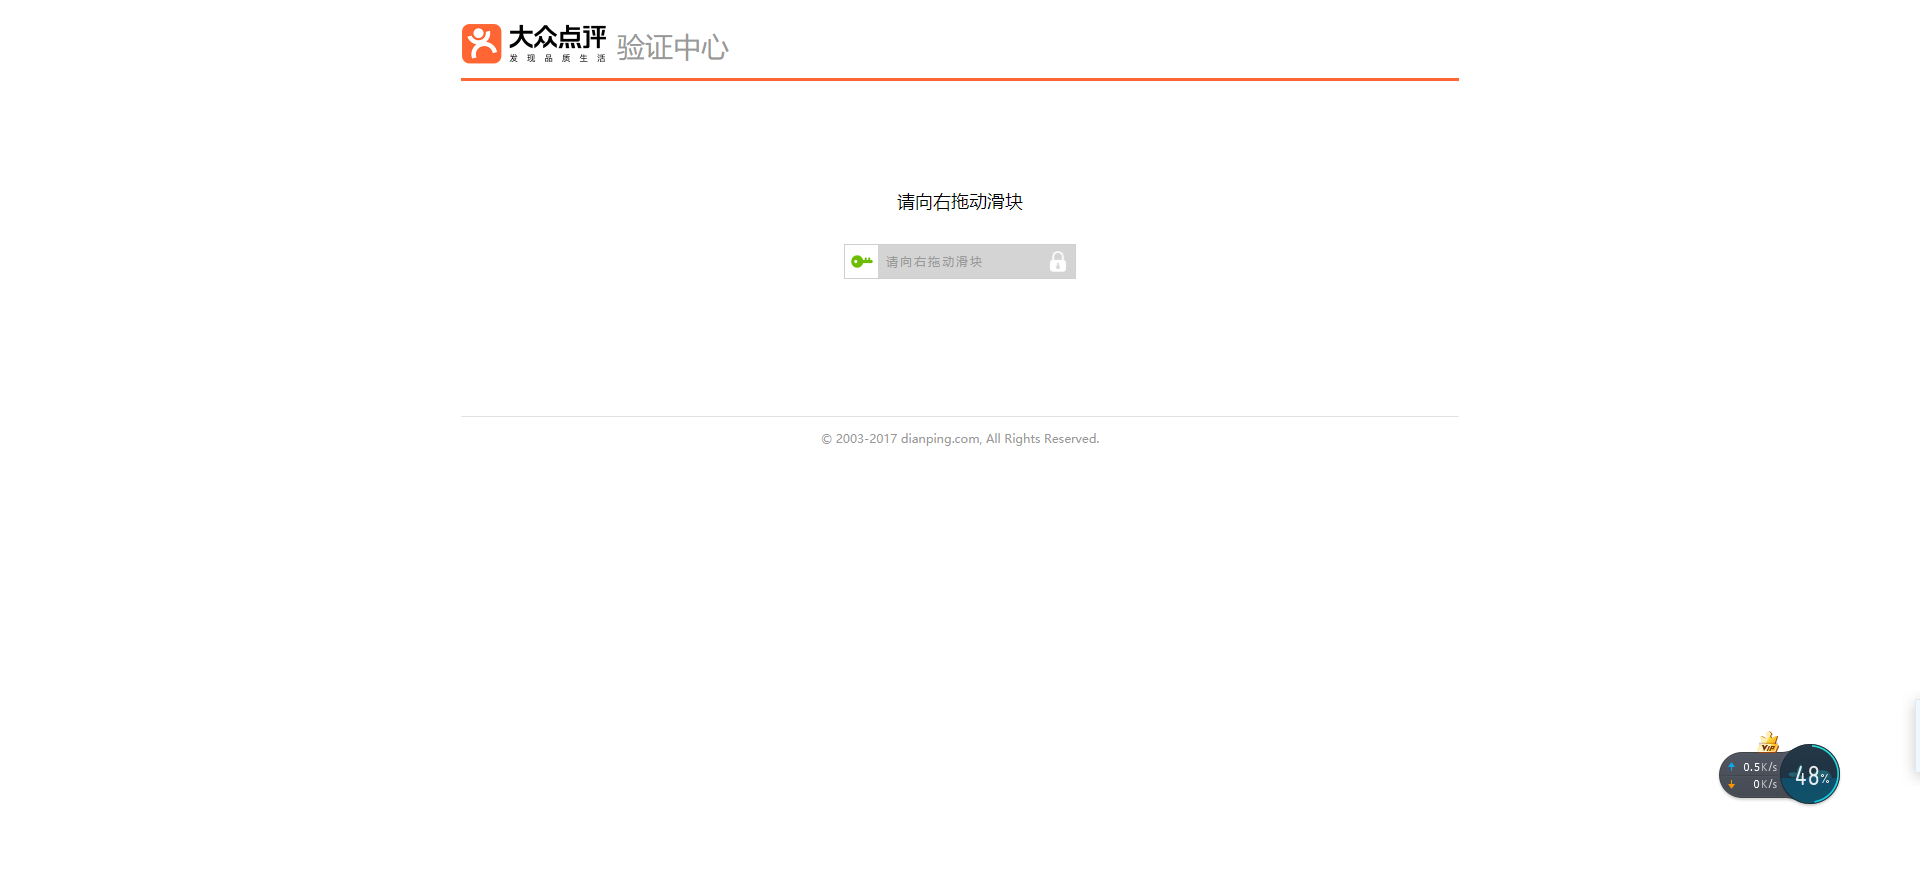 大众点评
发现品质生活
验证中心
请向右拖动滑块
请向右拖动滑块
© 2003-2017 dianping.com, All Rights Reserved.
VIP
0.5K/s
0K/s
48%